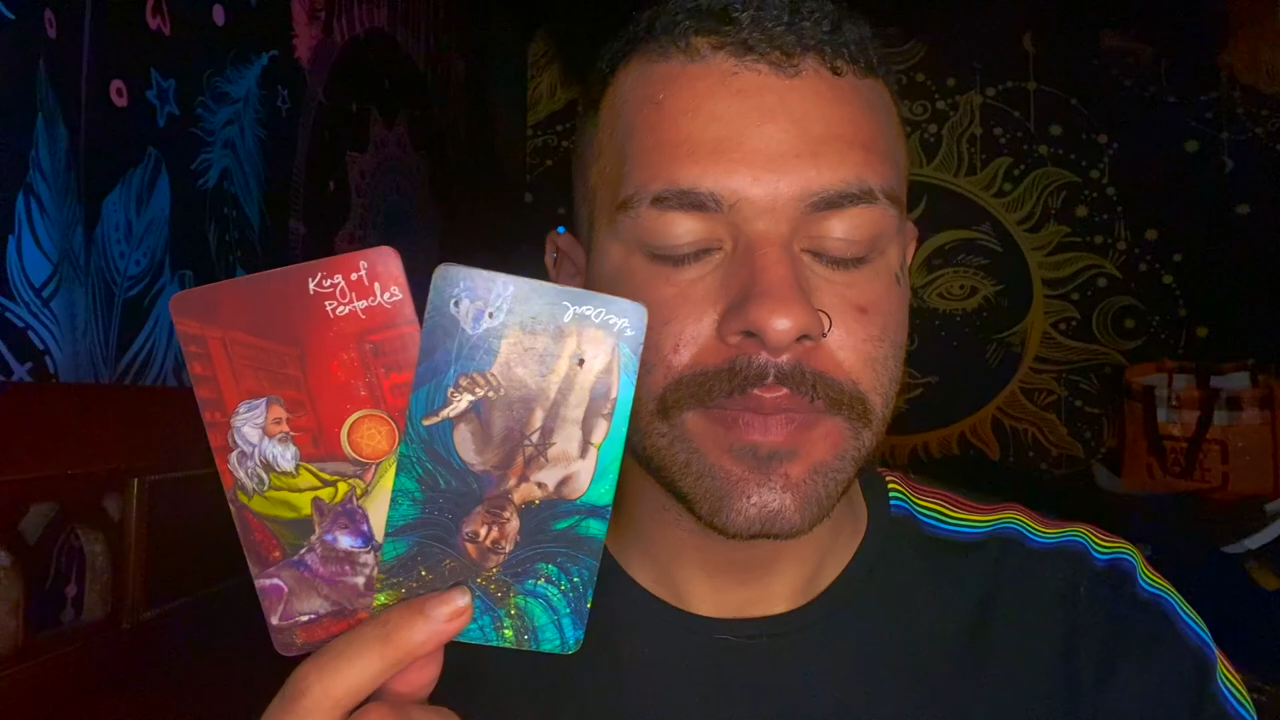 King of
Pentacles
the Devil